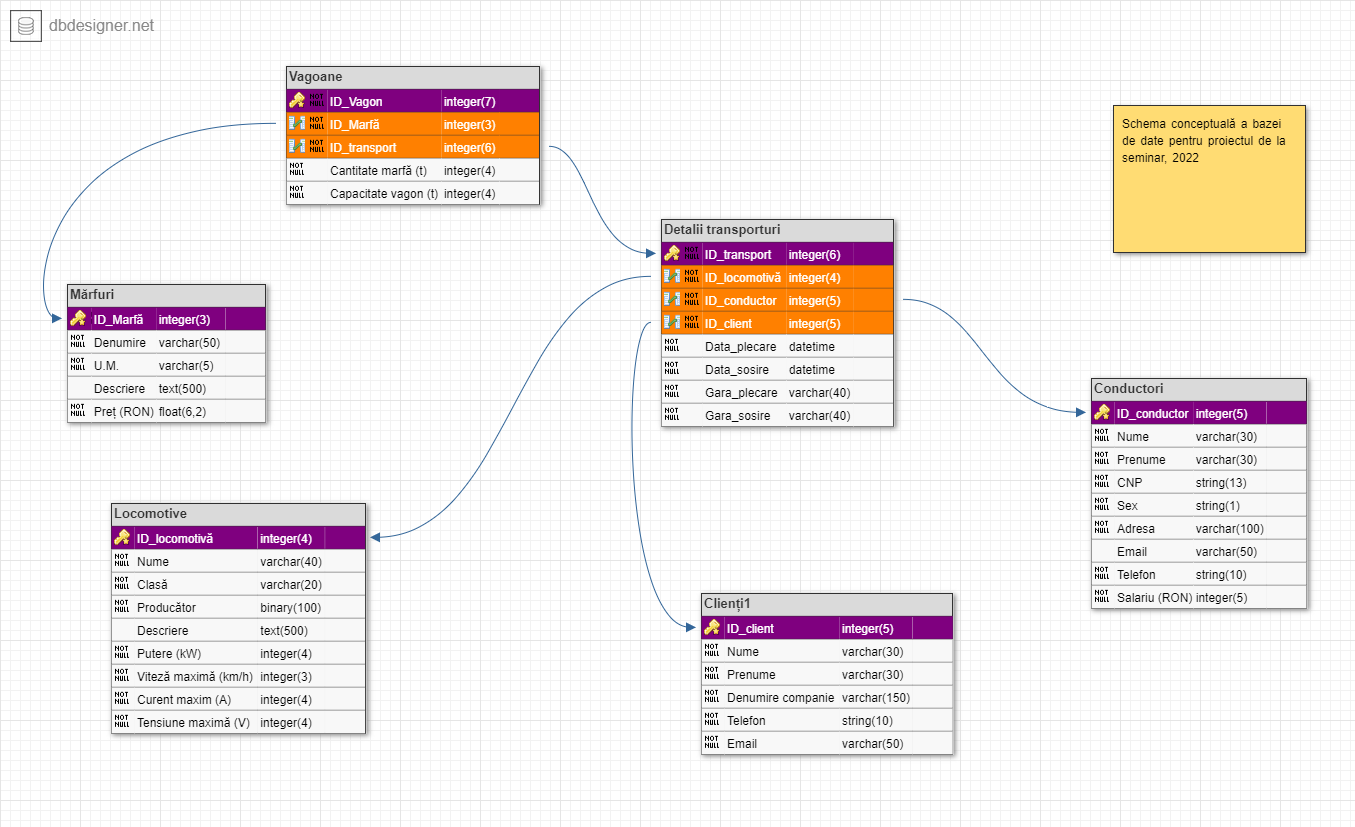 dbdesigner.net
Vagoane
NOT NULL ID_Vagon integer(7)
NOT NULL ID_Marfă integer(3)
NOT NULL ID_transport integer(6)
NOT NULL Cantitate marfă (t) integer(4)
NOT NULL Capacitate vagon (t) integer(4)
Schema conceptuală a bazei
de date pentru proiectul de la
seminar, 2022
Detalii transporturi
NOT NULL ID_transport integer(6)
NOT NULL ID_locomotivă integer(4)
NOT NULL ID_conductor integer(5)
NOT NULL ID_client integer(5)
NOT NULL Data_plecare datetime
NOT NULL Data_sosire datetime
NOT NULL Gara_plecare varchar(40)
NOT NULL Gara_sosire varchar(40)
Mărfuri
ID_Marfă integer(3)
NOT NULL Denumire varchar(50)
NOT NULL U.M. varchar(5)
Descriere text(500)
NOT NULL Preț (RON) float(6,2)
Conductori
ID_conductor integer(5)
NOT NULL Nume varchar(30)
NOT NULL Prenume varchar(30)
NOT NULL CNP string(13)
NOT NULL Sex string(1)
NOT NULL Adresa varchar(100)
Email varchar(50)
NOT NULL Telefon string(10)
NOT NULL Salariu (RON) integer(5)
Locomotive
ID_locomotivă integer(4)
NOT NULL Nume varchar(40)
NOT NULL Clasă varchar(20)
NOT NULL Producător binary(100)
Descriere text(500)
NOT NULL Putere (kW) integer(4)
NOT NULL Viteză maximă (km/h) integer(3)
NOT NULL Curent maxim (A) integer(4)
NOT NULL Tensiune maximă (V) integer(4)
Clienți1
ID_client integer(5)
NOT NULL Nume varchar(30)
NOT NULL Prenume varchar(30)
NOT NULL Denumire companie varchar(150)
NOT NULL Telefon string(10)
NOT NULL Email varchar(50)